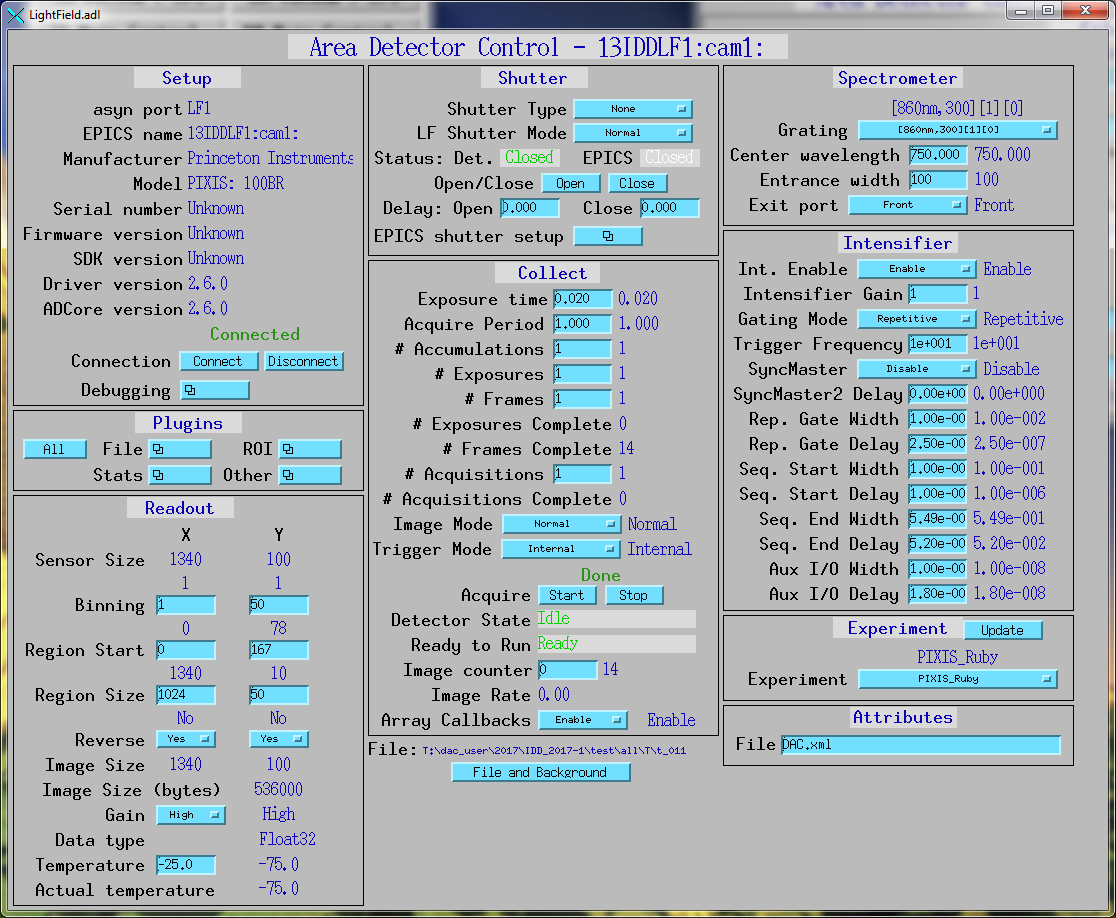 LightField.adl
Area Detector Control - 13IDDLF1:cam1:
Setup
asyn port LF1
EPICS name 13IDDLF1:cam1:
Manufacturer Princeton Instruments
Model PIXIS: 100BR
Serial number Unknown
Firmware version Unknown
SDK version Unknown
Driver version 2.6.0
ADCore version 2.6.0
Connected
Connection Connect Disconnect
Debugging
Plugins
All File ROI
Stats Other
Readout
X Y
Sensor Size 1340 100
1 1
Binning 1 50
0 78
Region Start 0 167
1340 10
Region Size 1024 50
No No
Reverse Yes Yes
Image Size 1340 100
Image Size (bytes) 536000
Gain High High
Data type Float32
Temperature -25.0 -75.0
Actual temperature -75.0
Shutter
Shutter Type None
LF Shutter Mode Normal
Status: Det. Closed EPICS Closed
Open/Close Open Close
Delay: Open 0.000 Close 0.000
EPICS shutter setup
Collect
Exposure time 0.020 0.020
Acquire Period 1.000 1.000
# Accumulations 1 1
# Exposures 1 1
# Frames 1 1
# Exposures Complete 0
# Frames Complete 14
# Acquisitions 1 1
# Acquisitions Complete 0
Image Mode Normal Normal
Trigger Mode Internal Internal
Done
Acquire Start Stop
Detector State Idle
Ready to Run Ready
Image counter 0 14
Image Rate 0.00
Array Callbacks Enable Enable
File: T:\dac_user\2017\IDD_2017-1\test\all\T\t_011
File and Background
Spectrometer
[860nm,300][1][0]
Grating [860nm,300][1][0]
Center wavelength 750.000 750.000
Entrance width 100 100
Exit port Front Front
Intensifier
Int. Enable Enable Enable
Intensifier Gain 1 1
Gating Mode Repetitive Repetitive
Trigger Frequency 1e+001 1e+001
SyncMaster Disable Disable
SyncMaster2 Delay 0.00e+00 0.00e+000
Rep. Gate Width 1.00e-00 1.00e-002
Rep. Gate Delay 2.50e-00 2.50e-007
Seq. Start Width 1.00e-00 1.00e-001
Seq. Start Delay 1.00e-00 1.00e-006
Seq. End Width 5.49e-00 5.49e-001
Seq. End Delay 5.20e-00 5.20e-002
Aux I/O Width 1.00e-00 1.00e-008
Aux I/O Delay 1.80e-00 1.80e-008
Experiment Update
PIXIS_Ruby
Experiment PIXIS_Ruby
Attributes
File DAC.xml